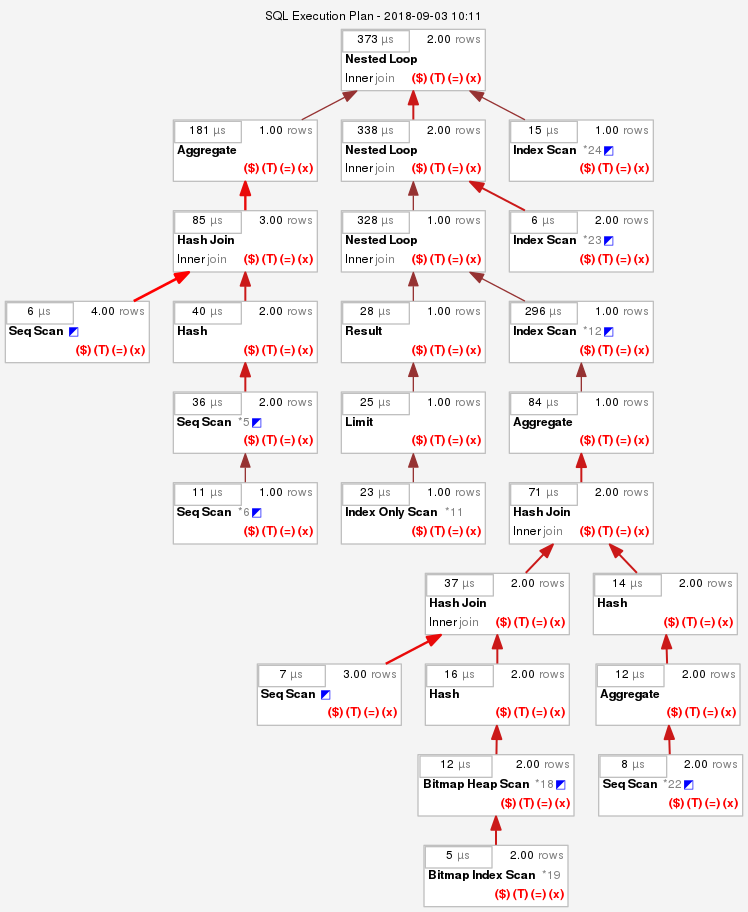 SQL Execution Plan - 2018-09-03 10:11
373 µs 2.00 rows
Nested Loop
Inner join ($)(T)(=)(x)
181 µs 1.00 rows
Aggregate
($)(T)(=)(x)
338 µs 2.00 rows
Nested Loop
Inner join ($)(T)(=)(x)
15 µs 1.00 rows
Index Scan *24
($)(T)(=)(x)
85 µs 3.00 rows
Hash Join
Inner join ($)(T)(=)(x)
328 µs 1.00 rows
Nested Loop
Inner join ($)(T)(=)(x)
6 µs 2.00 rows
Index Scan *23
($)(T)(=)(x)
6 µs 4.00 rows
Seq Scan
($)(T)(=)(x)
40 µs 2.00 rows
Hash
($)(T)(=)(x)
28 µs 1.00 rows
Result
($)(T)(=)(x)
296 µs 1.00 rows
Index Scan *12
($)(T)(=)(x)
36 µs 2.00 rows
Seq Scan *5
($)(T)(=)(x)
25 µs 1.00 rows
Limit
($)(T)(=)(x)
84 µs 1.00 rows
Aggregate
($)(T)(=)(x)
11 µs 1.00 rows
Seq Scan *6
($)(T)(=)(x)
23 µs 1.00 rows
Index Only Scan *11
($)(T)(=)(x)
71 µs 2.00 rows
Hash Join
Inner join ($)(T)(=)(x)
37 µs 2.00 rows
Hash Join
Inner join ($)(T)(=)(x)
14 µs 2.00 rows
Hash
($)(T)(=)(x)
7 µs 3.00 rows
Seq Scan
($)(T)(=)(x)
16 µs 2.00 rows
Hash
($)(T)(=)(x)
12 µs 2.00 rows
Aggregate
($)(T)(=)(x)
12 µs 2.00 rows
Bitmap Heap Scan *18
($)(T)(=)(x)
8 µs 2.00 rows
Seq Scan *22
($)(T)(=)(x)
5 µs 2.00 rows
Bitmap Index Scan *19
($)(T)(=)(x)